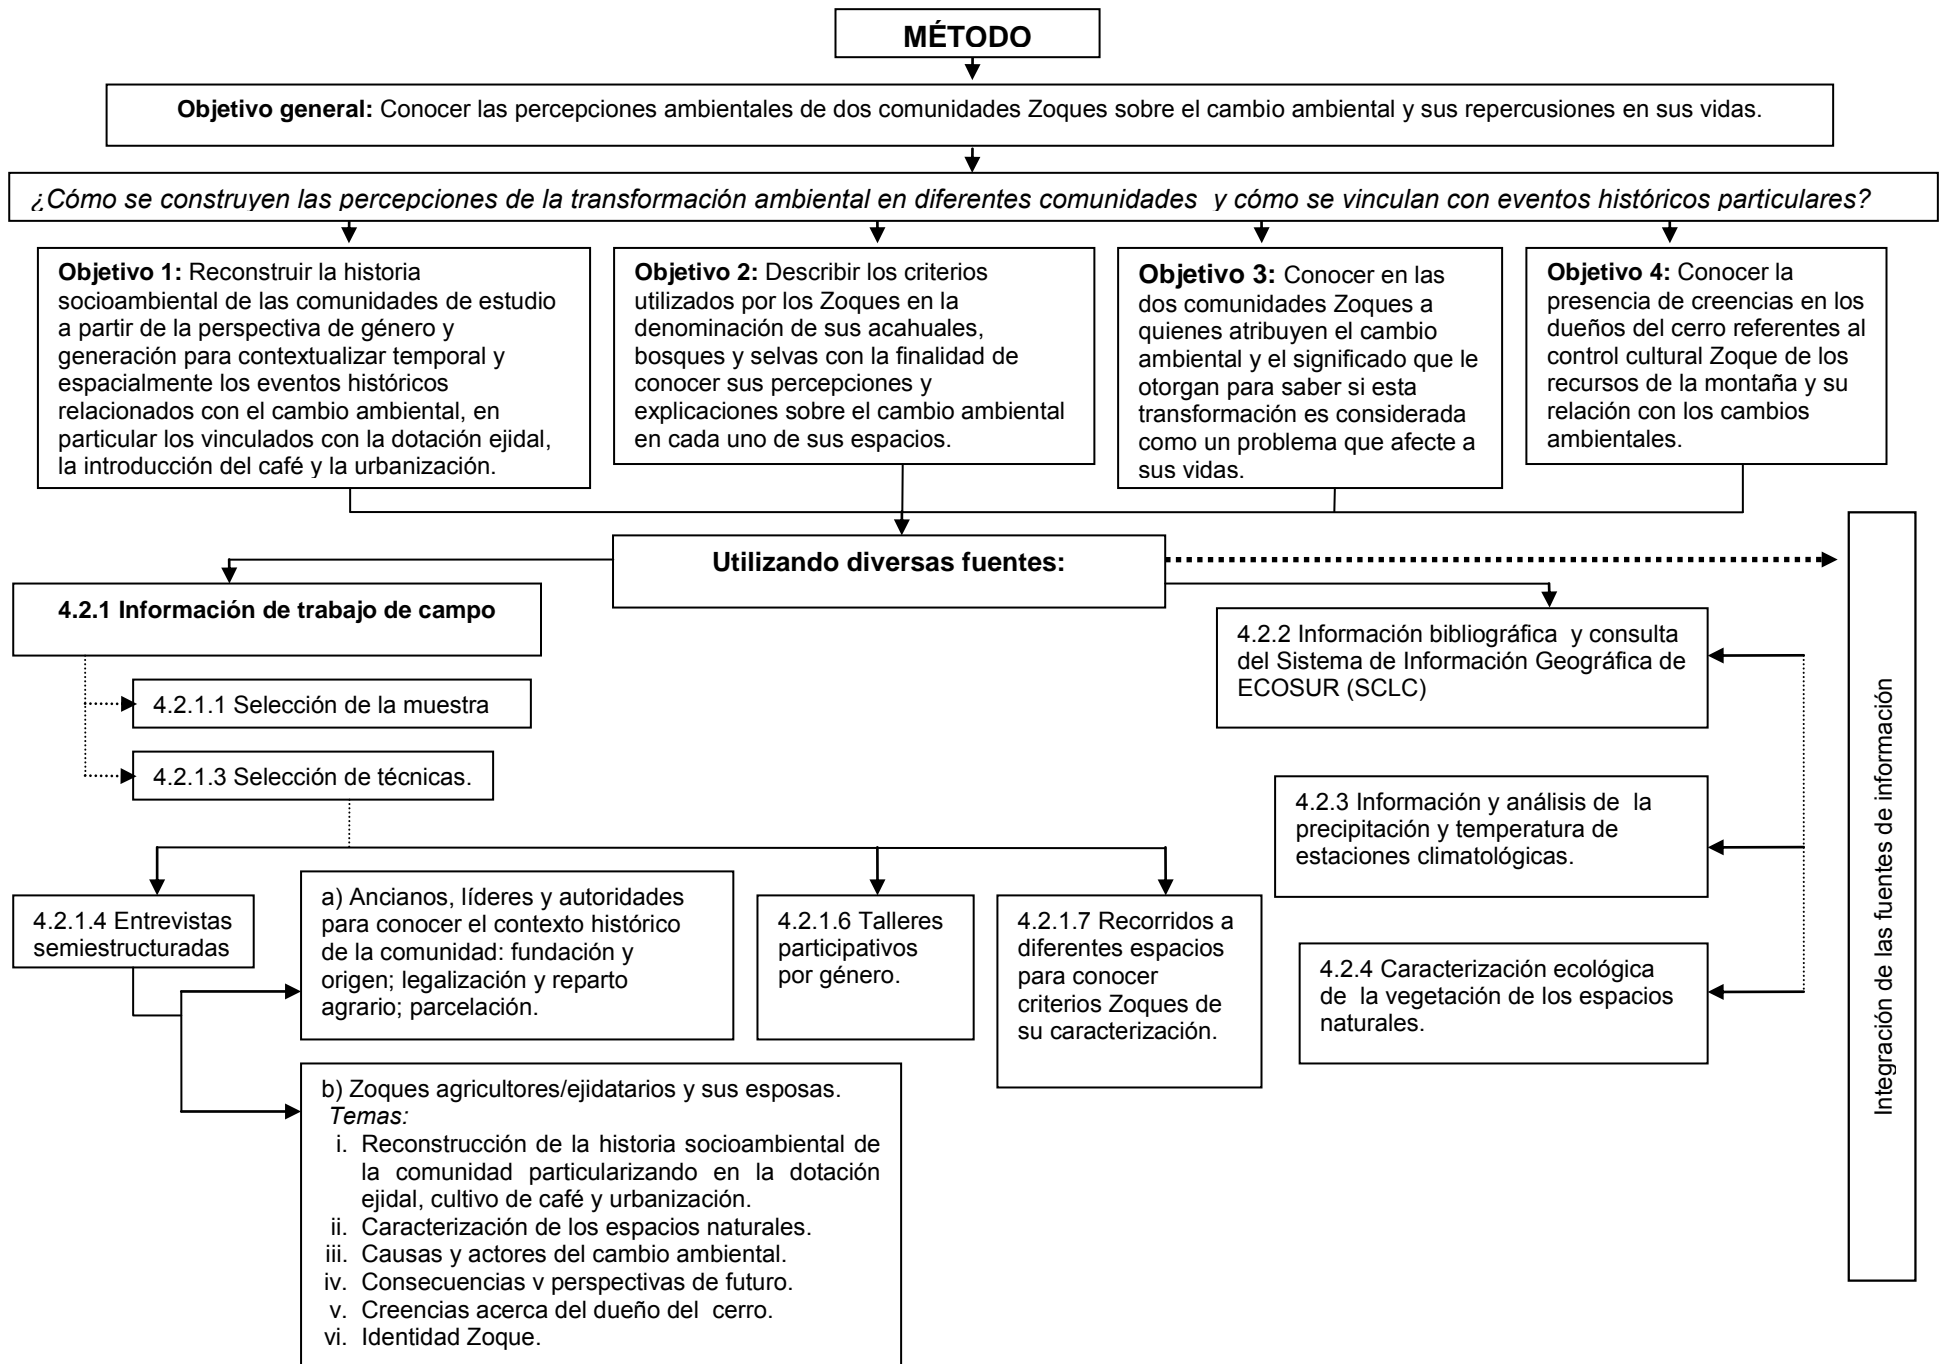 MÉTODO
Objetivo general: Conocer las percepciones ambientales de dos comunidades Zoques sobre el cambio ambiental y sus repercusiones en sus vidas.
¿Cómo se construyen las percepciones de la transformación ambiental en diferentes comunidades y cómo se vinculan con eventos históricos particulares?
Objetivo 1: Reconstruir la historia
socioambiental de las comunidades de estudio
a partir de la perspectiva de género y
generación para contextualizar temporal y
espacialmente los eventos históricos
relacionados con el cambio ambiental, en
particular los vinculados con la dotación ejidal,
la introducción del café y la urbanización.
Objetivo 2: Describir los criterios
utilizados por los Zoques en la
denominación de sus acahuales,
bosques y selvas con la finalidad de
conocer sus percepciones y
explicaciones sobre el cambio ambiental
en cada uno de sus espacios.
Objetivo 3: Conocer en las
dos comunidades Zoques a
quienes atribuyen el cambio
ambiental y el significado que le
otorgan para saber si esta
transformación es considerada
como un problema que afecte a
sus vidas.
Objetivo 4: Conocer la
presencia de creencias en los
dueños del cerro referentes al
control cultural Zoque de los
recursos de la montaña y su
relación con los cambios
ambientales.
Utilizando diversas fuentes:
4.2.1 Información de trabajo de campo
4.2.1.1 Selección de la muestra
4.2.1.3 Selección de técnicas.
4.2.2 Información bibliográfica y consulta
del Sistema de Información Geográfica de
ECOSUR (SCLC)
4.2.3 Información y análisis de la
precipitación y temperatura de
estaciones climatológicas.
4.2.4 Caracterización ecológica
de la vegetación de los espacios
naturales.
Integración de las fuentes de información
4.2.1.4 Entrevistas
semiestructuradas
a) Ancianos, líderes y autoridades
para conocer el contexto histórico
de la comunidad: fundación y
origen; legalización y reparto
agrario; parcelación.
4.2.1.6 Talleres
participativos
por género.
4.2.1.7 Recorridos a
diferentes espacios
para conocer
criterios Zoques de
su caracterización.
b) Zoques agricultores/ejidatarios y sus esposas.
Temas:
i. Reconstrucción de la historia socioambiental de
la comunidad particularizando en la dotación
ejidal, cultivo de café y urbanización.
ii. Caracterización de los espacios naturales.
iii. Causas y actores del cambio ambiental.
iv. Consecuencias y perspectivas de futuro.
v. Creencias acerca del dueño del cerro.
vi. Identidad Zoque.